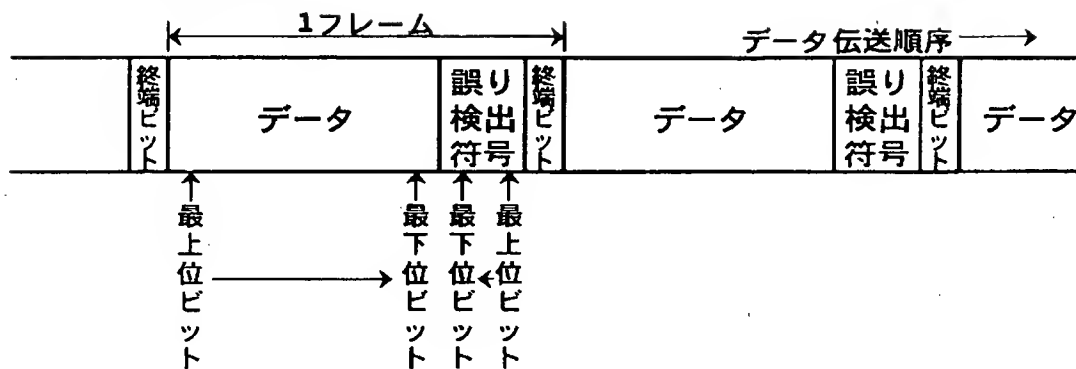 1フレーム
データ伝送順序
終端ビット
データ
誤り
検出
符号
終端ビット
データ
誤り
検出
符号
終端ビット
データ
最上位ビット
最下位ビット
最下位ビット
最上位ビット